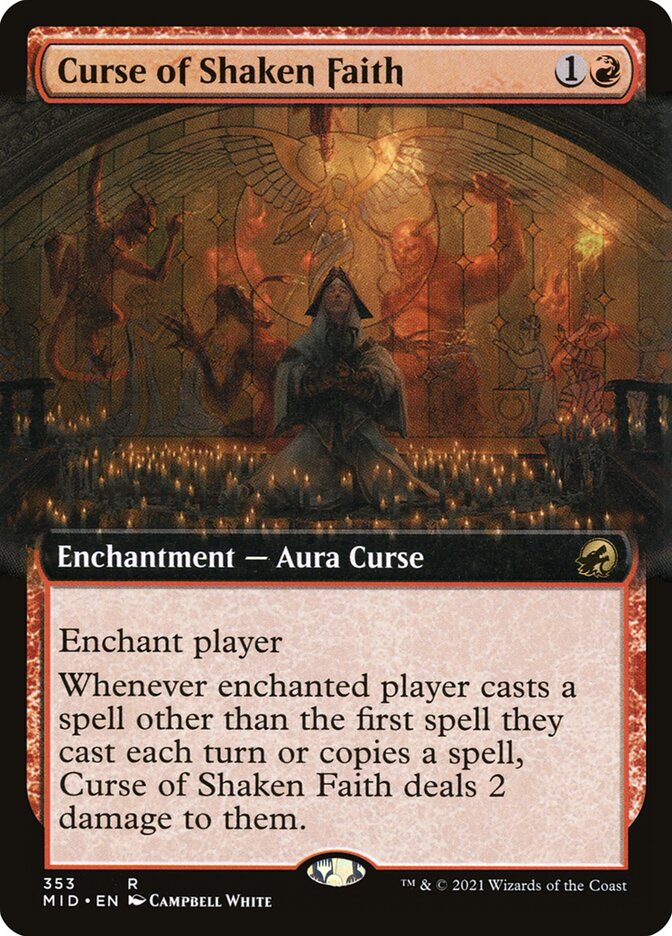 Curse of Shaken Faith 1
Enchantment — Aura Curse
Enchant player
Whenever enchanted player casts a
spell other than the first spell they
cast each turn or copies a spell,
Curse of Shaken Faith deals 2
damage to them.
353 R
MID • EN CAMPBELL WHITE
™ & © 2021 Wizards of the Coast